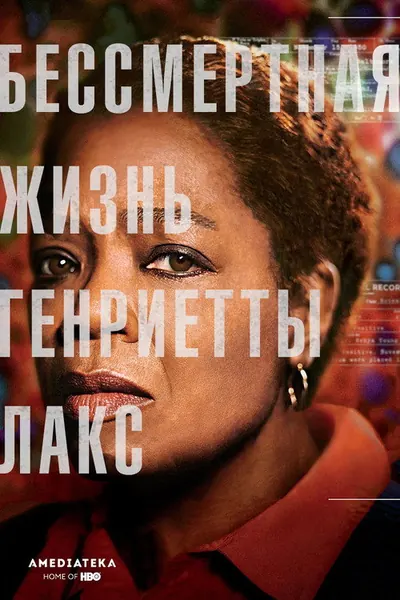 БЕССМЕРТНАЯ
ЖИЗНЬ
ГЕНРИЕТТЫ
ЛАКС
AMEDIATEKA
HOME OF HBO